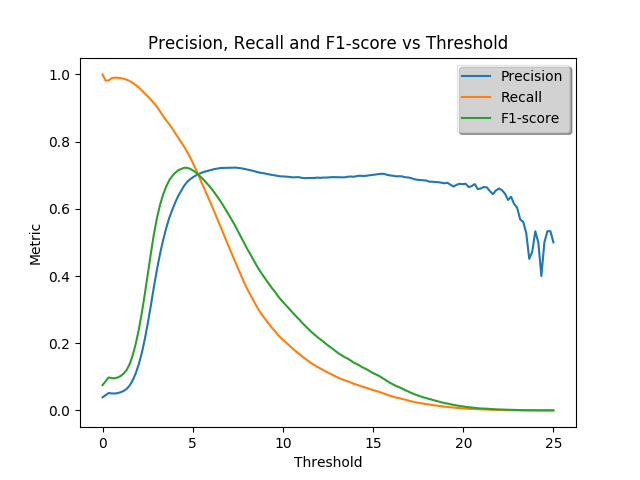 Precision, Recall and F1-score vs Threshold
Precision
Recall
F1-score
Metric
1.0
0.8
0.6
0.4
0.2
0.0
0 5 10 15 20 25
Threshold